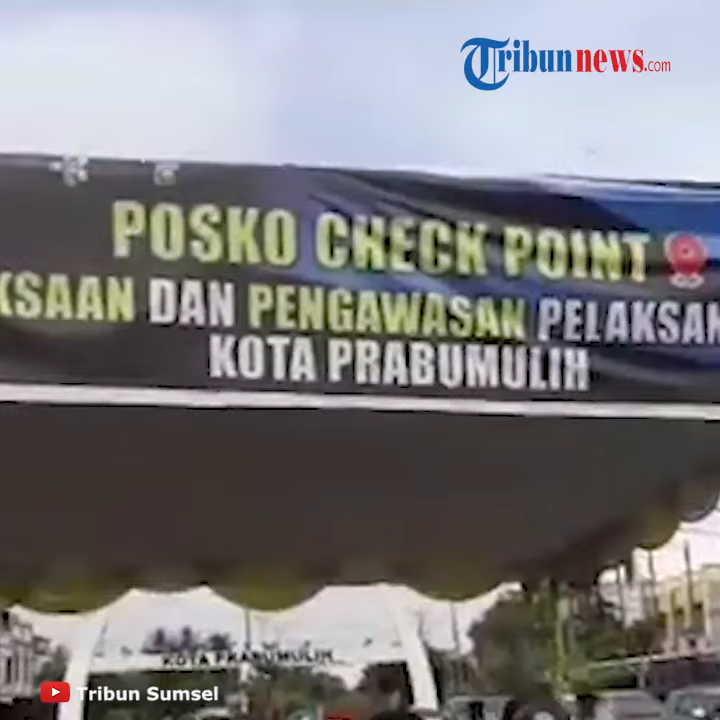 Tribunnews.com
POSKO CHECK POINT
KSAAN DAN PENGAWASAN PELAKSAN
KOTA PRABUMULIH
KOTA PRABUMULIH
Tribun Sumsel